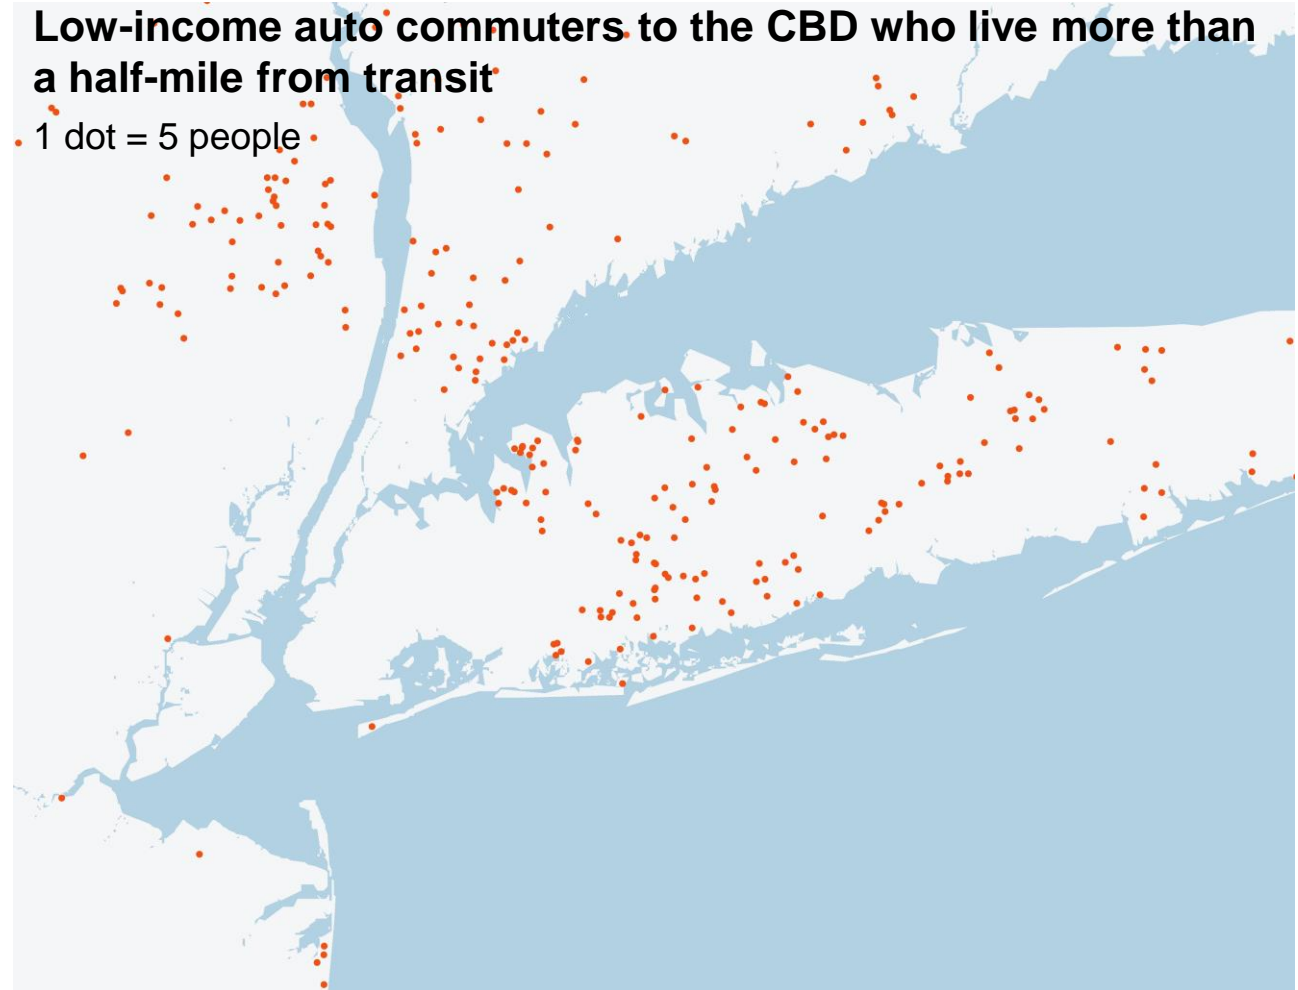 Low-income auto commuters to the CBD who live more than
a half-mile from transit
1 dot = 5 people